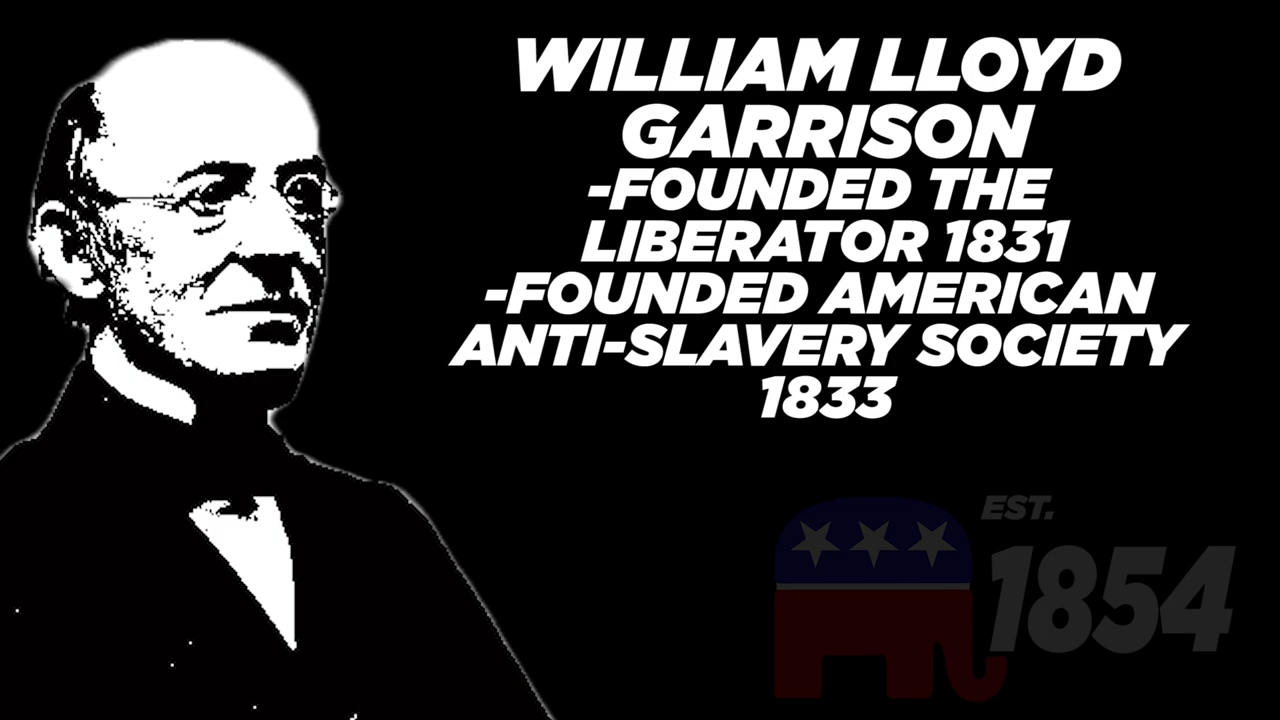 WILLIAM LLOYD
GARRISON
-FOUNDED THE
LIBERATOR 1831
-FOUNDED AMERICAN
ANTI-SLAVERY SOCIETY
1833
EST.
1854